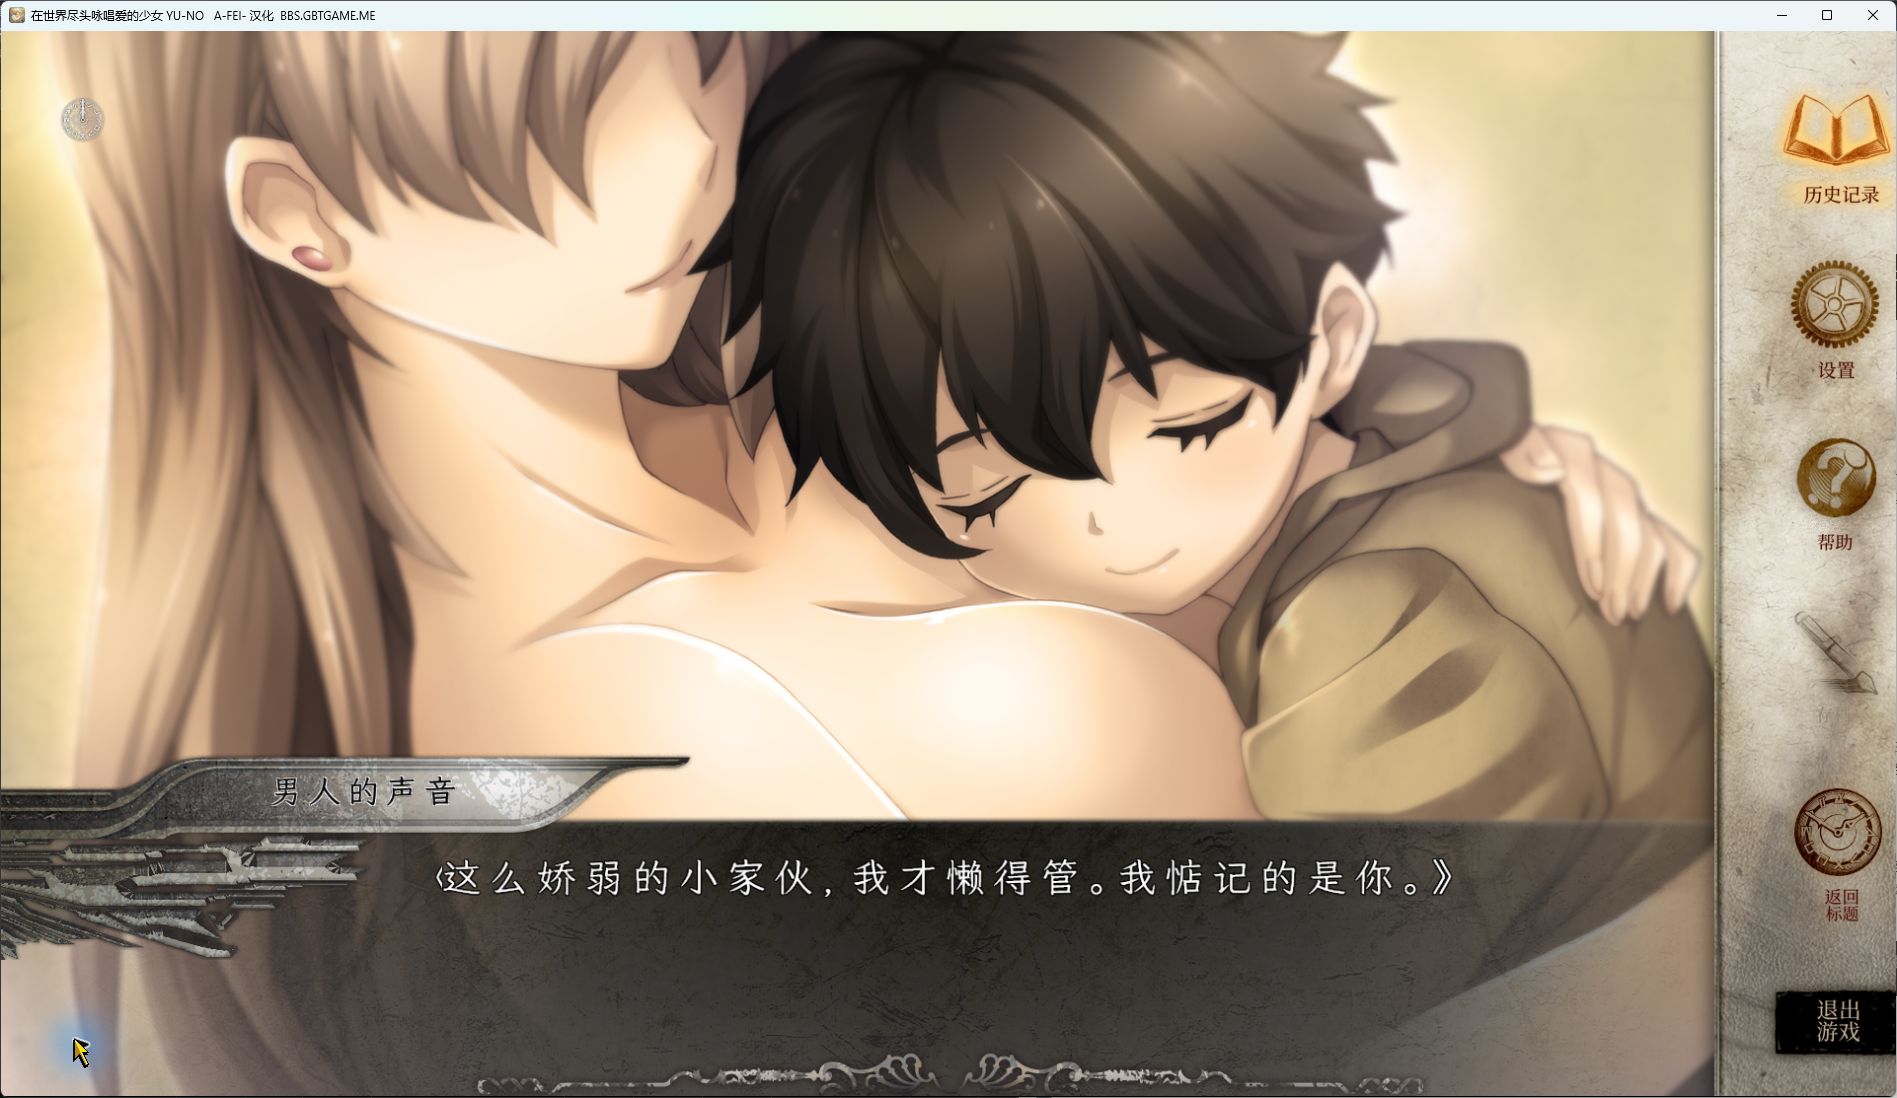 在世界尽头咏唱爱的少女 YU-NO A-FEI- 汉化 BBS.GBTGAME.ME
历史记录
设置
帮助
返回
标题
退出
游戏
男人的声音
《这么娇弱的小家伙，我才懒得管。我惦记的是你。》